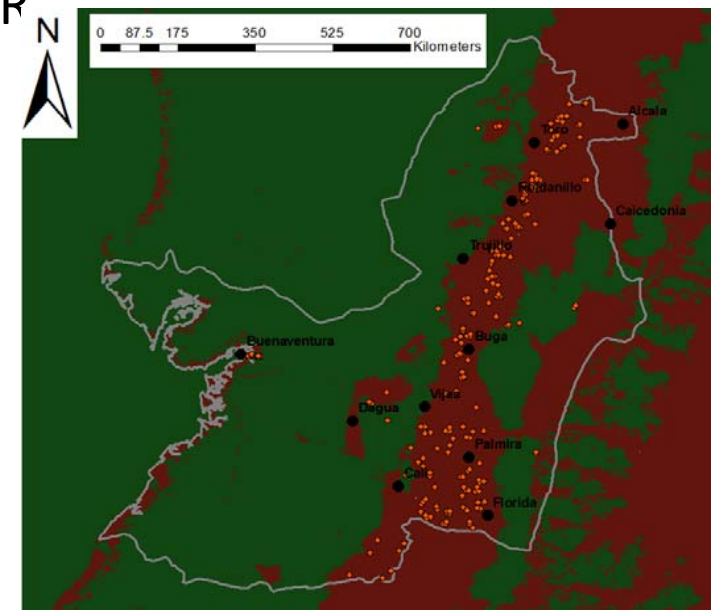 R
N
0 87.5 175 350 525 700
Kilometers
Alcala
Toro
Roldanillo
Caicedonia
Trujillo
Buenaventura
Buga
Dagua
Vijes
Palmira
Cali
Florida